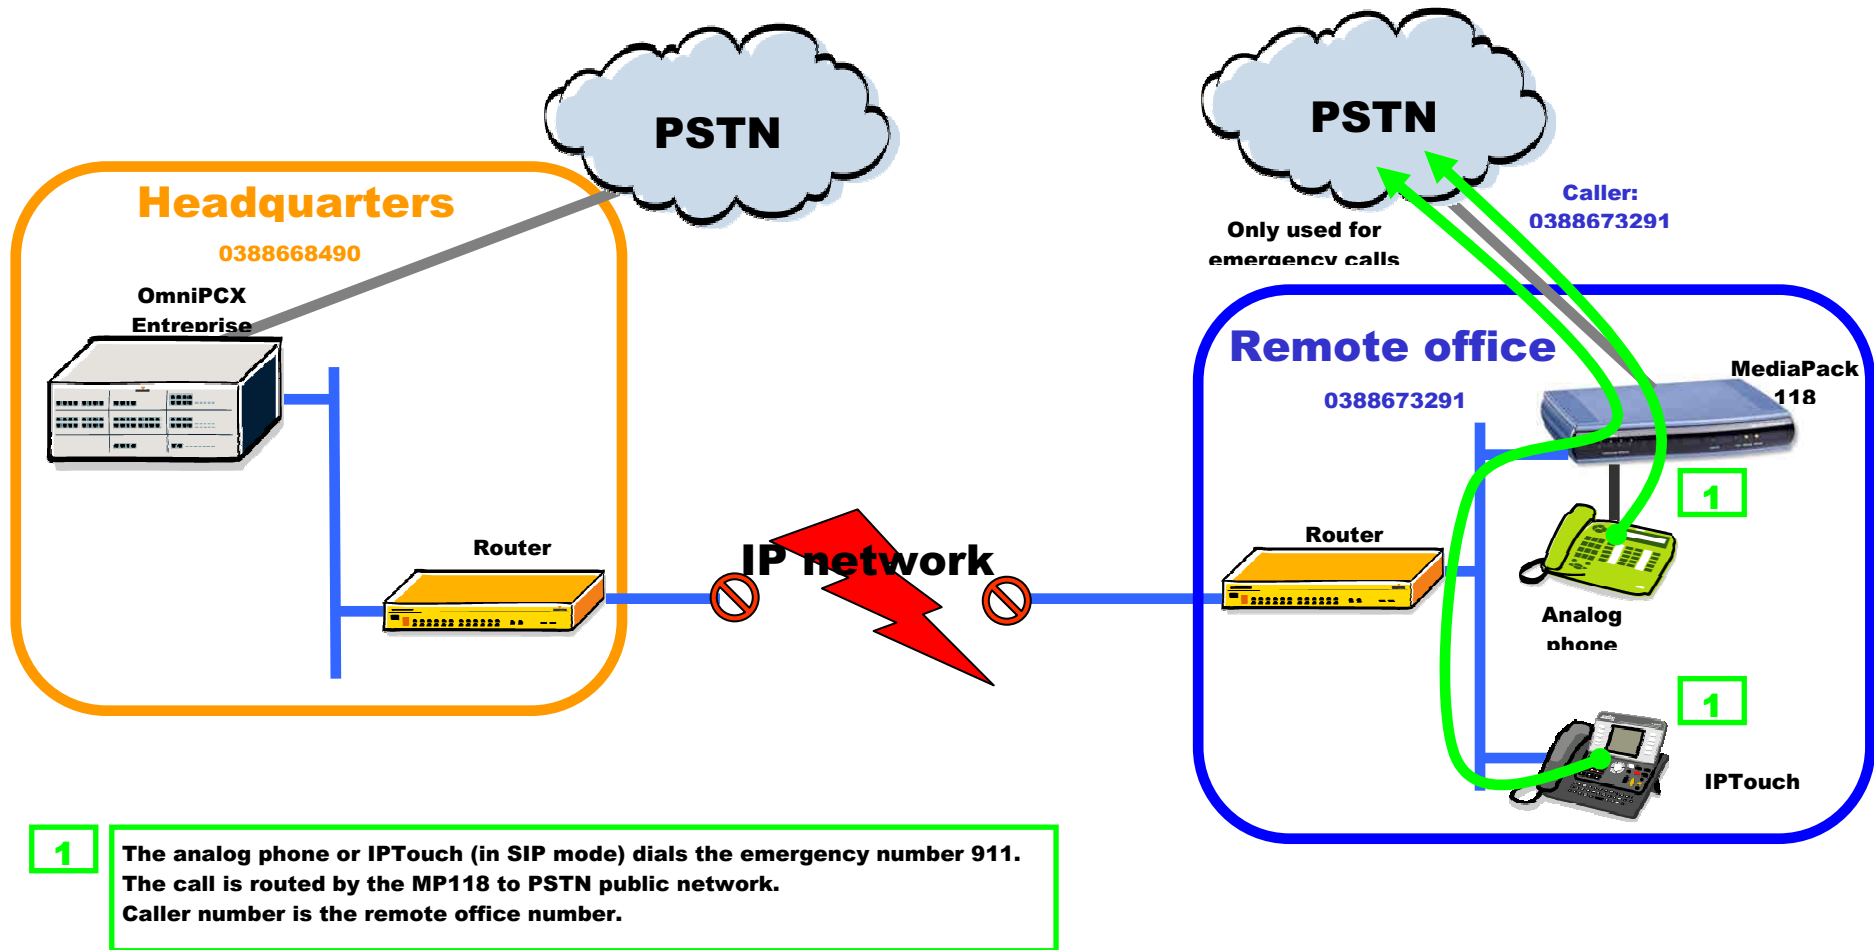 PSTN
PSTN
Headquarters
0388668490
Caller:
0388673291
Only used for
emergency calls
OmniPCX
Entreprise
Remote office
0388673291
MediaPack
118
1
Router
IP network
Router
Analog
phone
1
IPTouch
1
The analog phone or IPTouch (in SIP mode) dials the emergency number 911.
The call is routed by the MP118 to PSTN public network.
Caller number is the remote office number.